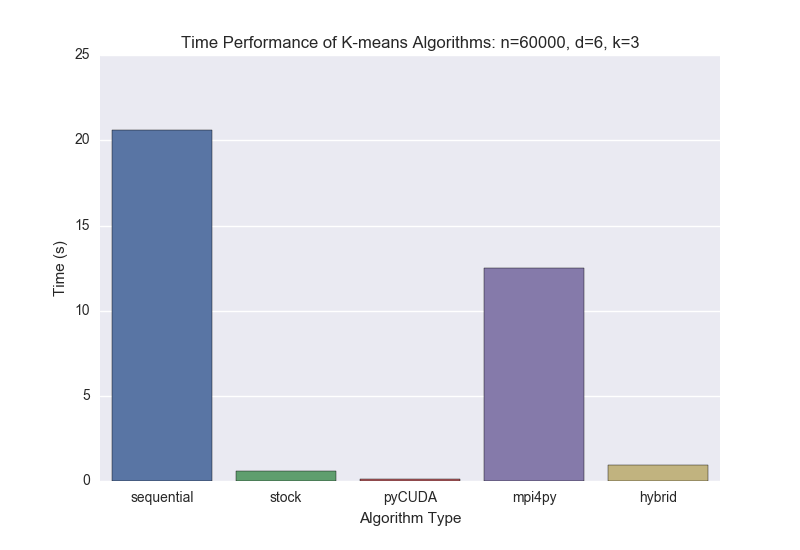 Time Performance of K-means Algorithms: n=60000, d=6, k=3
25
20
15
10
5
0
Time (s)
sequential stock pyCUDA mpi4py hybrid
Algorithm Type